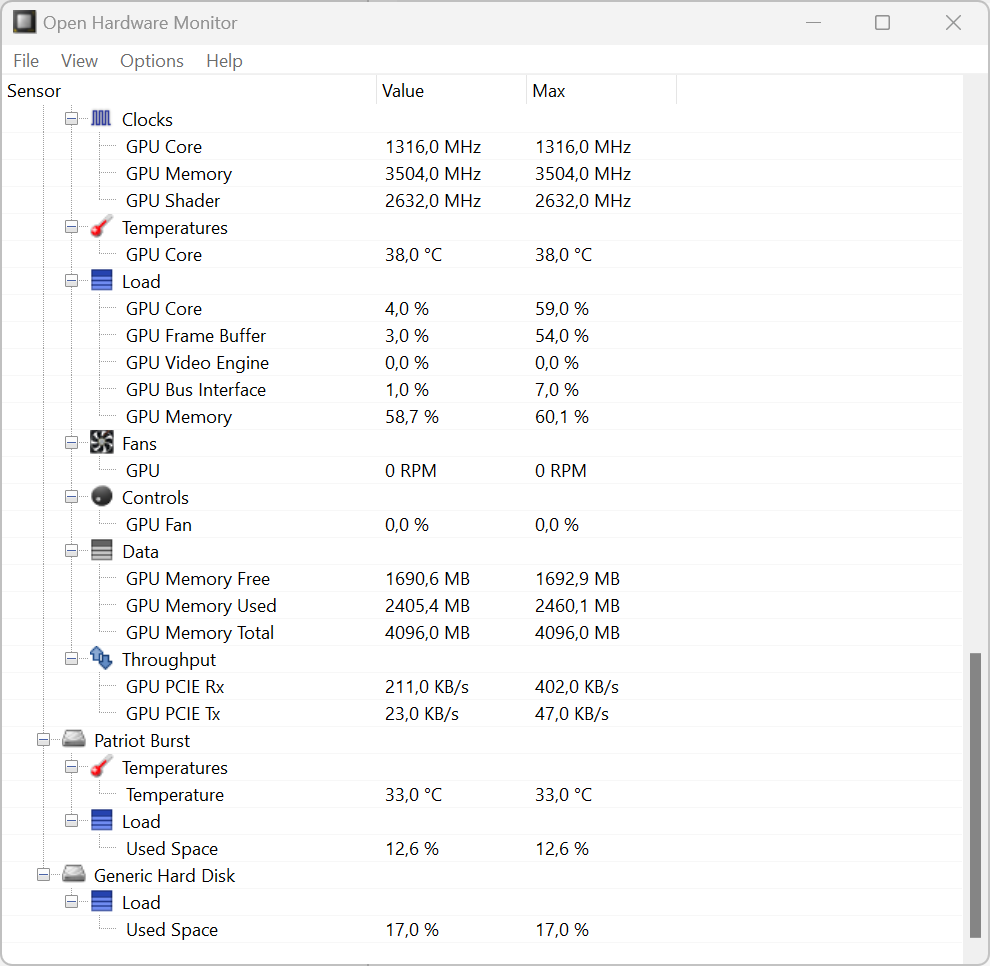 Open Hardware Monitor
File View Options Help
Sensor Value Max
Clocks
GPU Core 1316,0 MHz 1316,0 MHz
GPU Memory 3504,0 MHz 3504,0 MHz
GPU Shader 2632,0 MHz 2632,0 MHz
Temperatures
GPU Core 38,0 °C 38,0 °C
Load
GPU Core 4,0 % 59,0 %
GPU Frame Buffer 3,0 % 54,0 %
GPU Video Engine 0,0 % 0,0 %
GPU Bus Interface 1,0 % 7,0 %
GPU Memory 58,7 % 60,1 %
Fans
GPU 0 RPM 0 RPM
Controls
GPU Fan 0,0 % 0,0 %
Data
GPU Memory Free 1690,6 MB 1692,9 MB
GPU Memory Used 2405,4 MB 2460,1 MB
GPU Memory Total 4096,0 MB 4096,0 MB
Throughput
GPU PCIE Rx 211,0 KB/s 402,0 KB/s
GPU PCIE Tx 23,0 KB/s 47,0 KB/s
Patriot Burst
Temperatures
Temperature 33,0 °C 33,0 °C
Load
Used Space 12,6 % 12,6 %
Generic Hard Disk
Load
Used Space 17,0 % 17,0 %